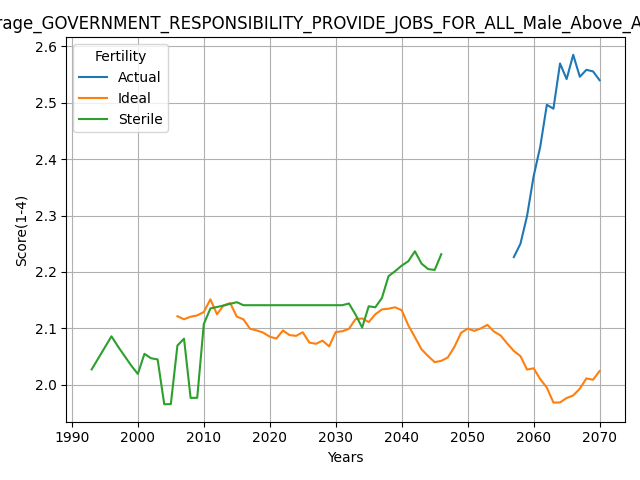 rage_GOVERNMENT_RESPONSIBILITY_PROVIDE_JOBS_FOR_ALL_Male_Above_A
Fertility
Actual
Ideal
Sterile
2.6
2.5
2.4
2.3
2.2
2.1
2.0
Score(1-4)
1990 2000 2010 2020 2030 2040 2050 2060 2070
Years